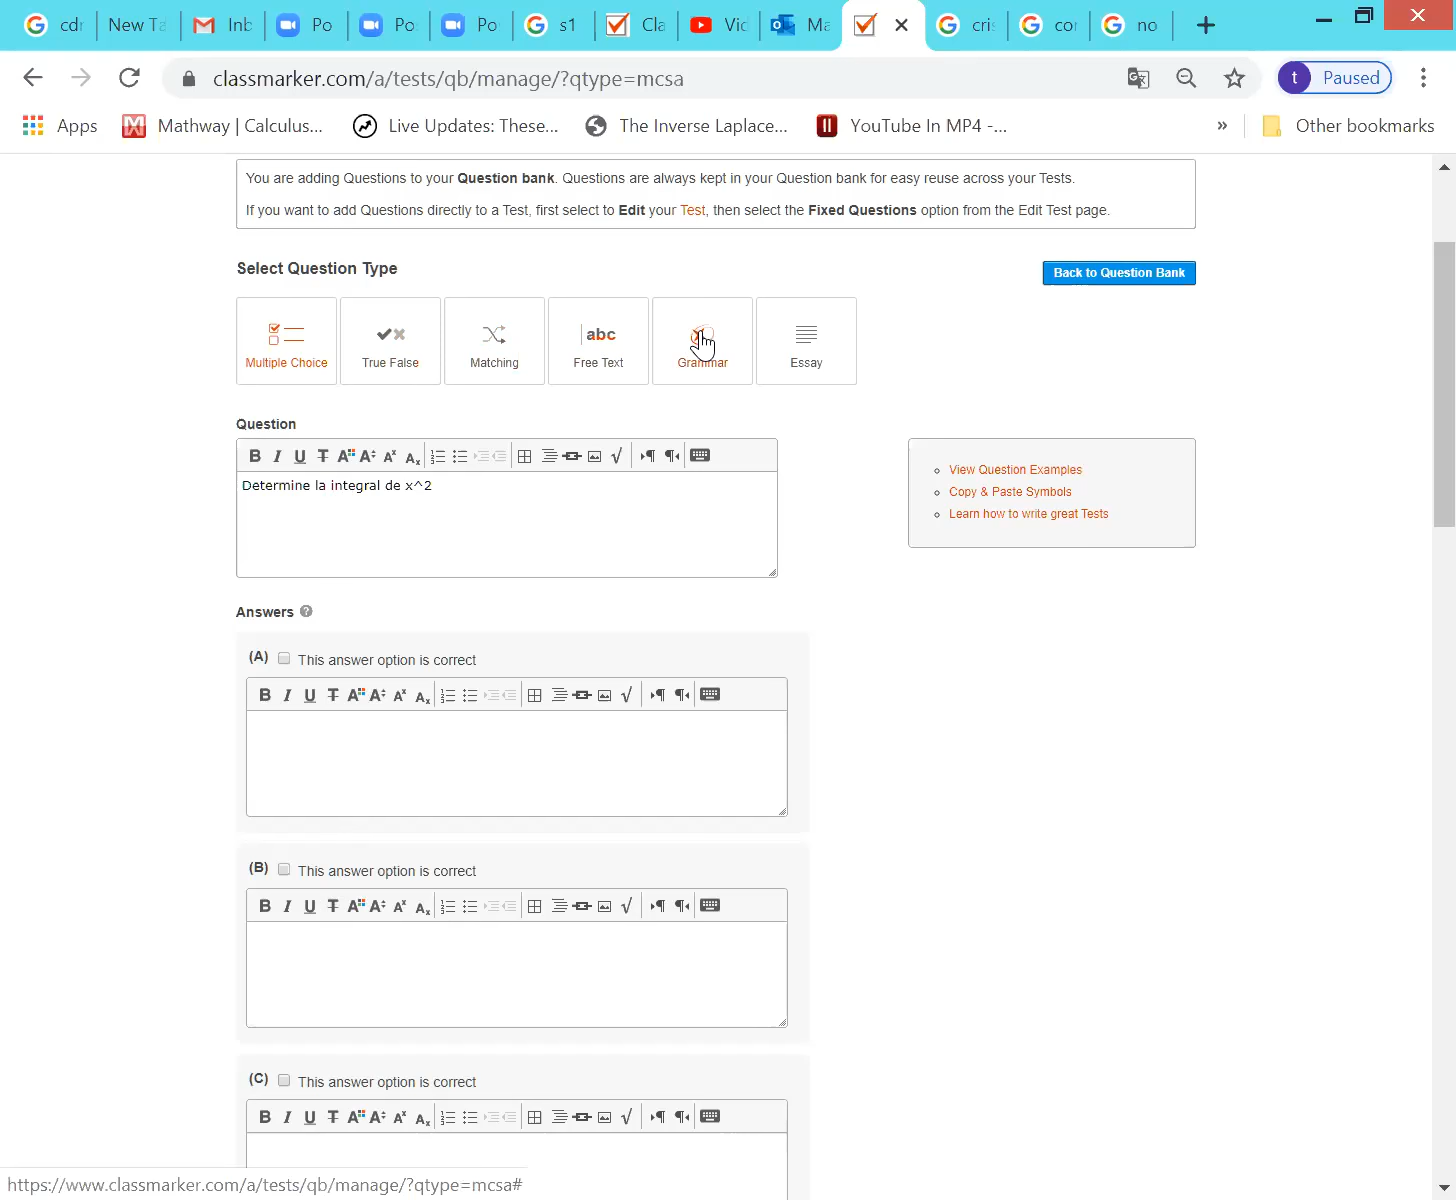 cdr
New Ta
Inb
Po
Po
Po
s1
Cla
Vid
Ma
cris
cor
no
classmarker.com/a/tests/qb/manage/?qtype=mcsa
t Paused
Apps
Mathway | Calculus...
Live Updates: These...
The Inverse Laplace...
YouTube In MP4 -...
»
Other bookmarks
You are adding Questions to your Question bank. Questions are always kept in your Question bank for easy reuse across your Tests.
If you want to add Questions directly to a Test, first select to Edit your Test, then select the Fixed Questions option from the Edit Test page.
Select Question Type
Back to Question Bank
Multiple Choice
True False
Matching
abc
Free Text
Grammar
Essay
Question
Determine la integral de x^2
View Question Examples
Copy & Paste Symbols
Learn how to write great Tests
Answers
(A) This answer option is correct
(B) This answer option is correct
(C) This answer option is correct
https://www.classmarker.com/a/tests/qb/manage/?qtype=mcsa#